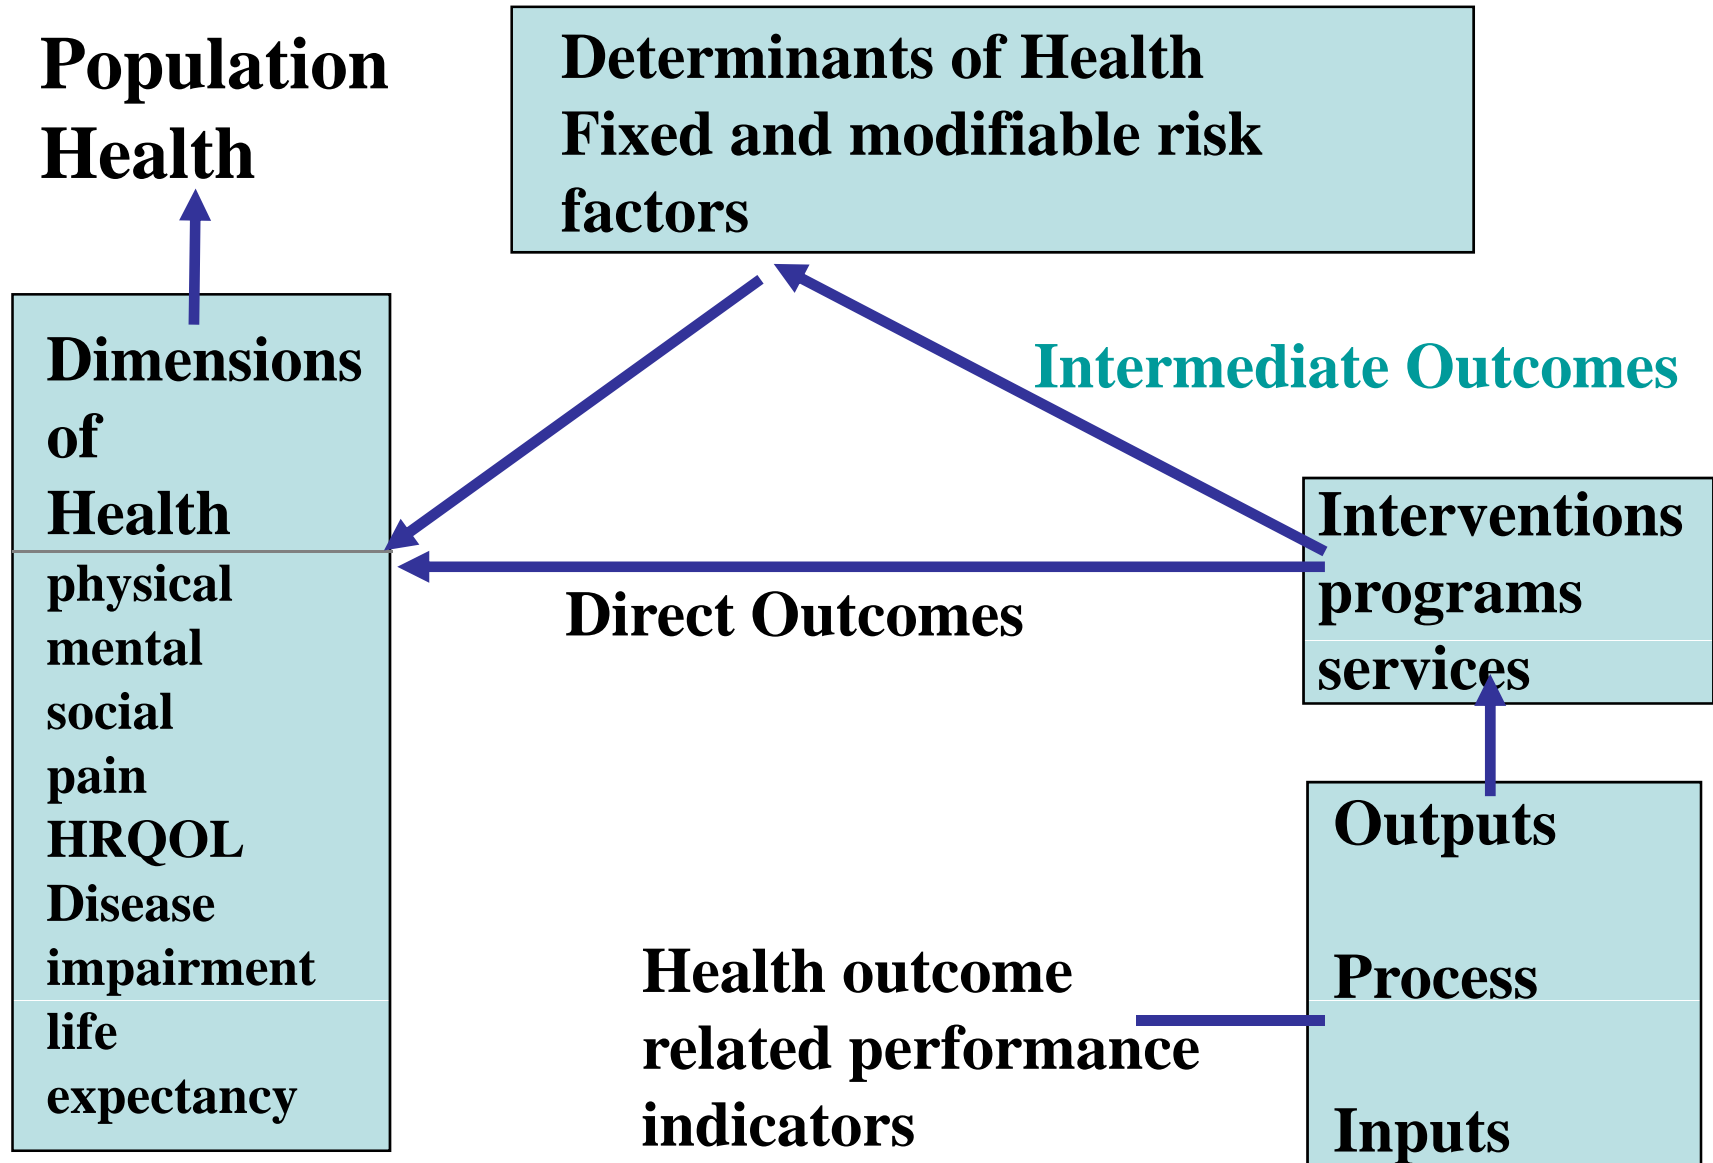 Population
Health
Determinants of Health
Fixed and modifiable risk
factors
Dimensions
of
Health
physical
mental
social
pain
HRQOL
Disease
impairment
life
expectancy
Intermediate Outcomes
Direct Outcomes
Interventions
programs
services
Outputs
Process
Inputs
Health outcome
related performance
indicators